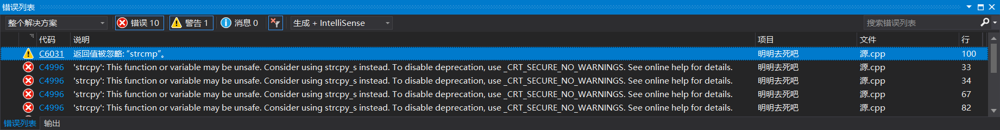 错误列表
整个解决方案 错误 10 警告 1 消息 0 生成 + IntelliSense 搜索错误列表
代码 说明 项目 文件 行
C6031 返回值被忽略: “strcmp”。 明明去死吧 源.cpp 100
C4996 'strcpy': This function or variable may be unsafe. Consider using strcpy_s instead. To disable deprecation, use _CRT_SECURE_NO_WARNINGS. See online help for details. 明明去死吧 源.cpp 33
C4996 'strcpy': This function or variable may be unsafe. Consider using strcpy_s instead. To disable deprecation, use _CRT_SECURE_NO_WARNINGS. See online help for details. 明明去死吧 源.cpp 34
C4996 'strcpy': This function or variable may be unsafe. Consider using strcpy_s instead. To disable deprecation, use _CRT_SECURE_NO_WARNINGS. See online help for details. 明明去死吧 源.cpp 67
C4996 'strcpy': This function or variable may be unsafe. Consider using strcpy_s instead. To disable deprecation, use _CRT_SECURE_NO_WARNINGS. See online help for details. 明明去死吧 源.cpp 82
错误列表 输出